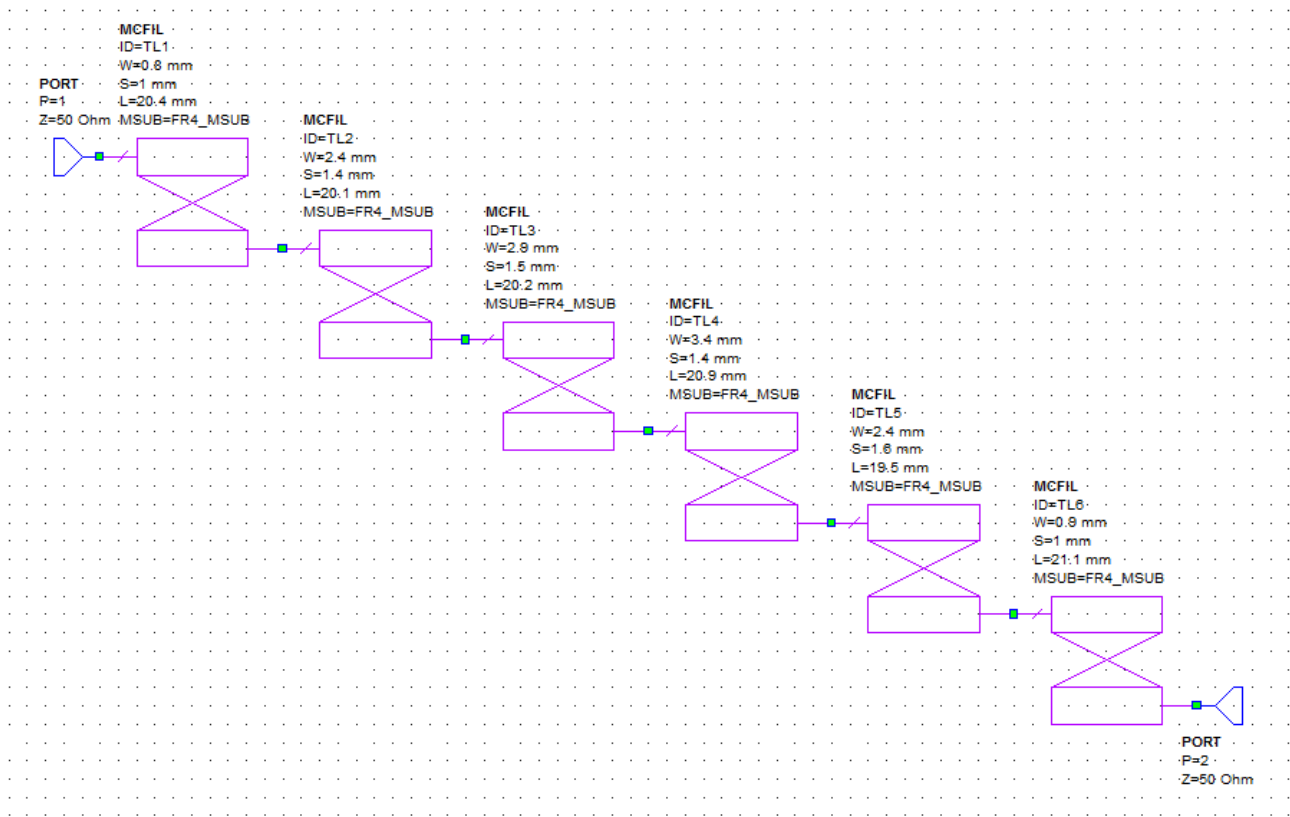 MCFIL
ID=TL1
W=0.8 mm
S=1 mm
L=20.4 mm
MSUB=FR4_MSUB
PORT
P=1
Z=50 Ohm
MCFIL
ID=TL2
W=2.4 mm
S=1.4 mm
L=20.1 mm
MSUB=FR4_MSUB
MCFIL
ID=TL3
W=2.9 mm
S=1.5 mm
L=20.2 mm
MSUB=FR4_MSUB
MCFIL
ID=TL4
W=3.4 mm
S=1.4 mm
L=20.9 mm
MSUB=FR4_MSUB
MCFIL
ID=TL5
W=2.4 mm
S=1.6 mm
L=19.5 mm
MSUB=FR4_MSUB
MCFIL
ID=TL6
W=0.9 mm
S=1 mm
L=21.1 mm
MSUB=FR4_MSUB
PORT
P=2
Z=50 Ohm